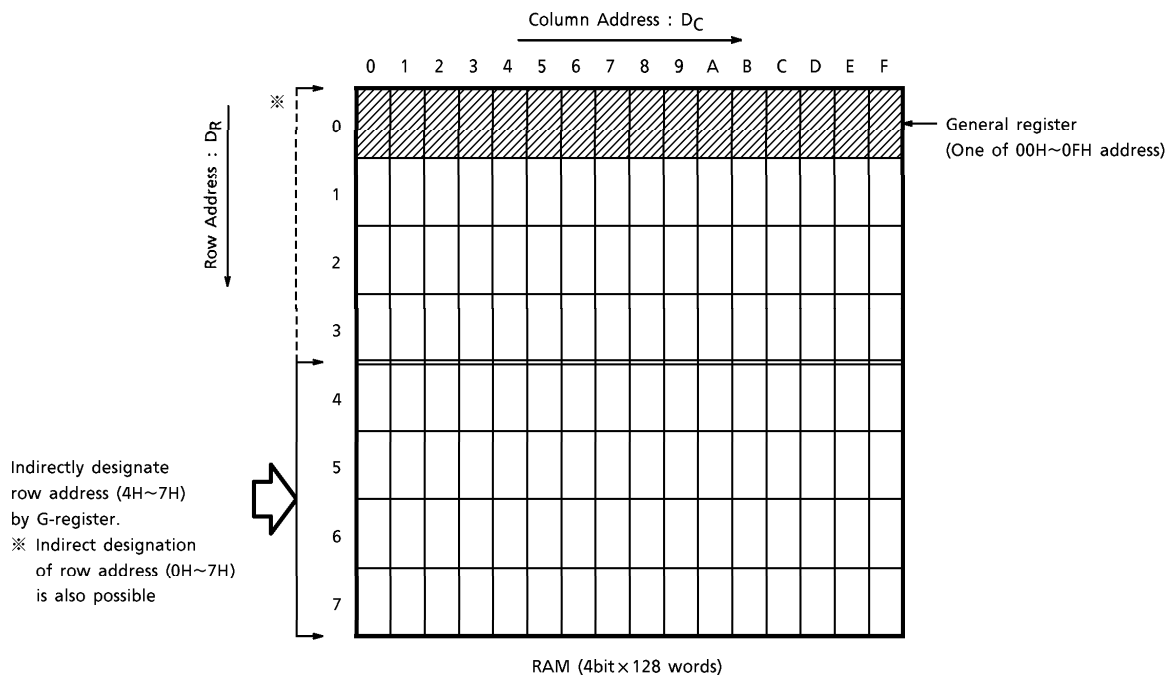 Column Address : DC
0 1 2 3 4 5 6 7 8 9 A B C D E F
※
Row Address : DR
0
General register
(One of 00H~0FH address)
1
2
3
4
5
6
7
Indirectly designate
row address (4H~7H)
by G-register.
※ Indirect designation
of row address (0H~7H)
is also possible
RAM (4bit×128 words)